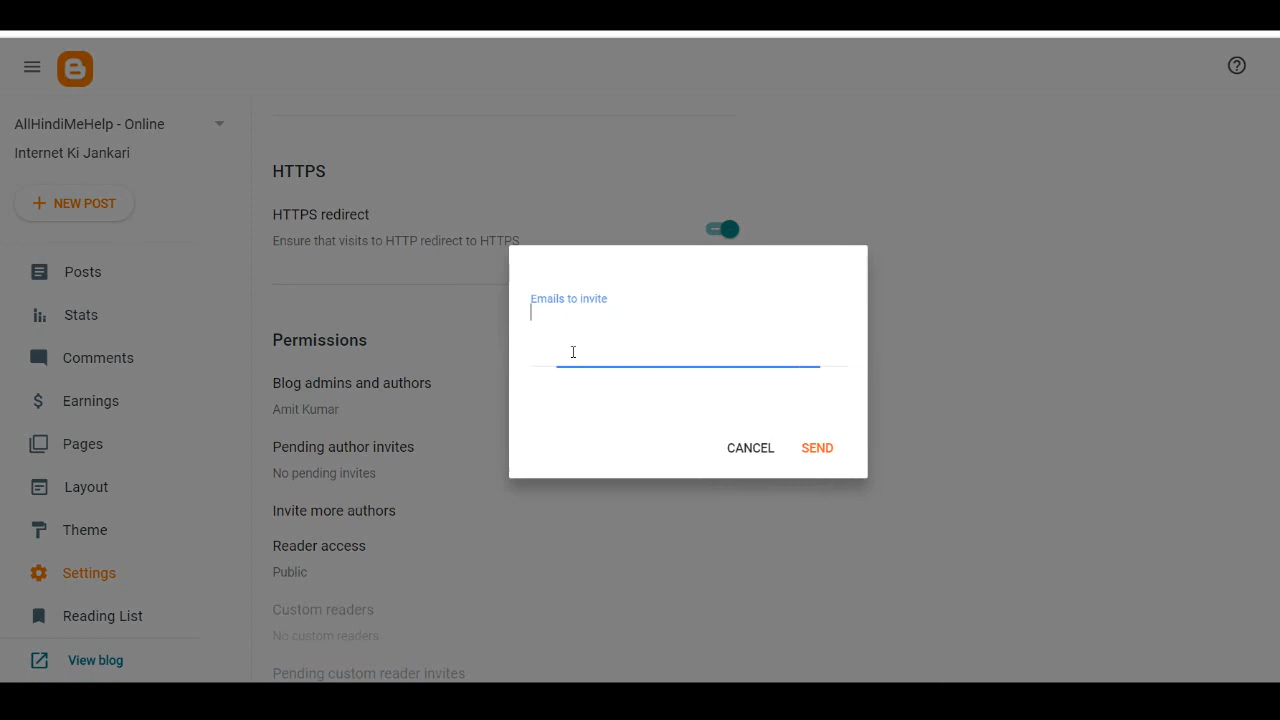 AllHindiMeHelp - Online
Internet Ki Jankari
NEW POST
Posts
Stats
Comments
Earnings
Pages
Layout
Theme
Settings
Reading List
View blog
HTTPS
HTTPS redirect
Ensure that visits to HTTP redirect to HTTPS
Permissions
Blog admins and authors
Amit Kumar
Pending author invites
No pending invites
Invite more authors
Reader access
Public
Custom readers
No custom readers
Pending custom reader invites
Emails to invite
CANCEL SEND